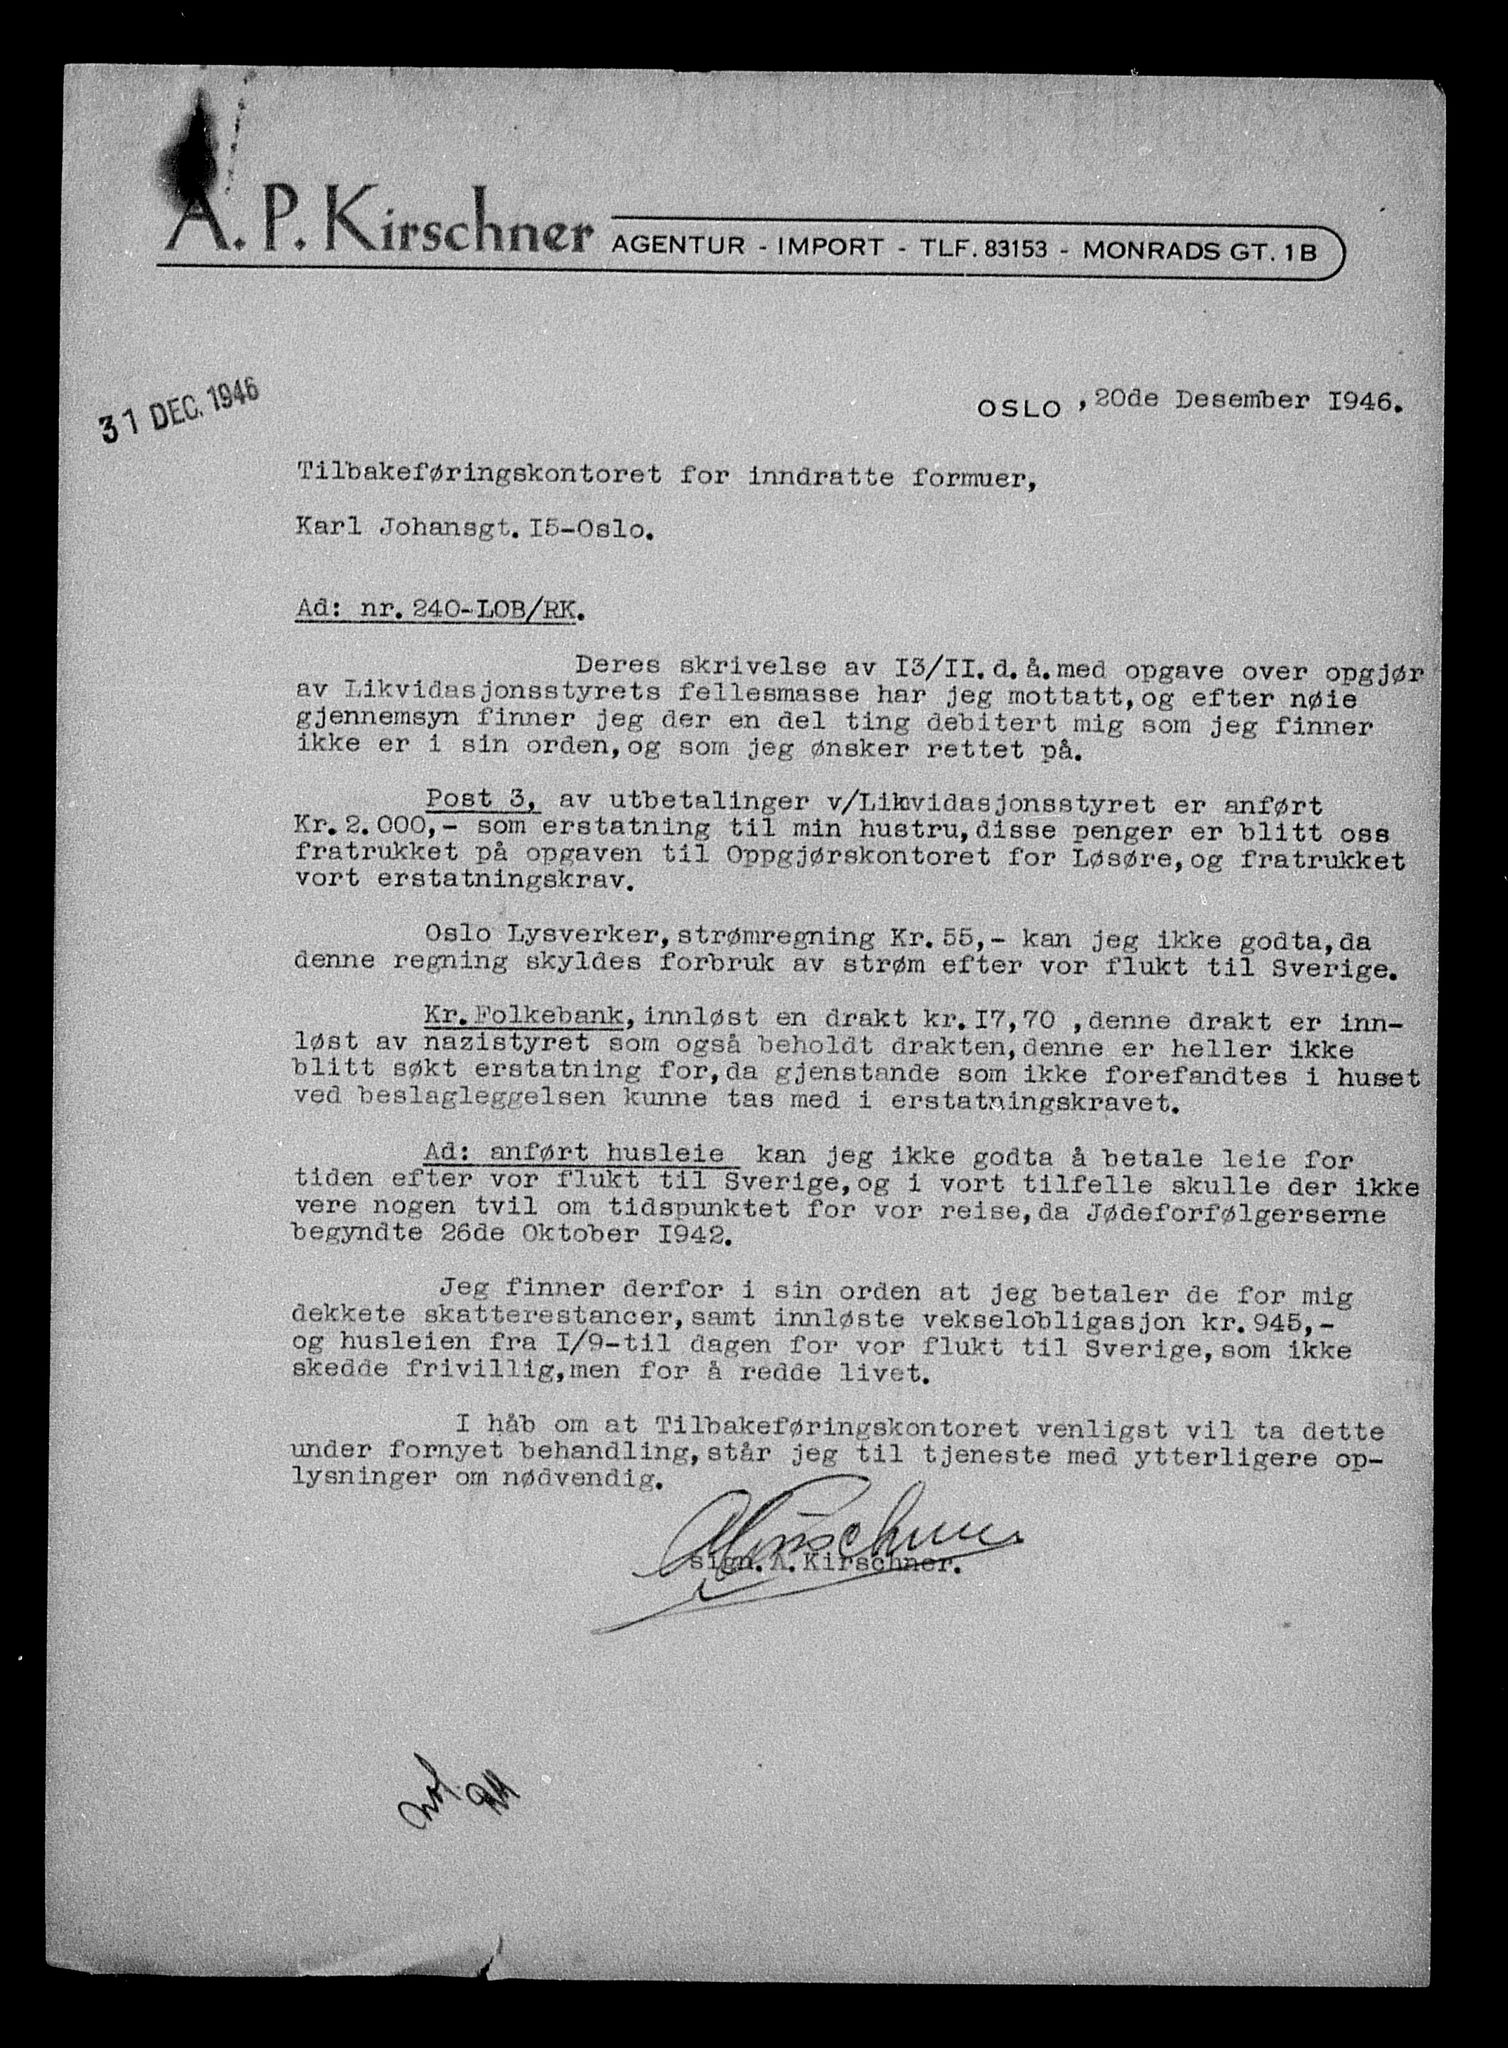 A. P. Kirschner AGENTUR - IMPORT - TLF. 83153 - MONRADS GT. 1B
31 DEC. 1946
OSLO , 20de Desember I946.
Tilbakeføringskontoret for inndratte formuer,
Karl Johansgt. I5-Oslo.
Ad: nr. 240-LOB/RK.
Deres skrivelse av I3/II. d. å. med opgave over opgjør
av Likvidasjonsstyrets fellesmasse har jeg mottatt, og efter nøie
gjennemsyn finner jeg der en del ting debitert mig som jeg finner
ikke er i sin orden, og som jeg ønsker rettet på.
Post 3, av utbetalinger v/Likvidasjonsstyret er anført
Kr. 2.000,- som erstatning til min hustru, disse penger er blitt oss
fratrukket på opgaven til Oppgjørskontoret for Løsøre, og fratrukket
vort erstatningskrav.
Oslo Lysverker, strømregning Kr. 55,- kan jeg ikke godta, da
denne regning skyldes forbruk av strøm efter vor flukt til Sverige.
Kr. Folkebank, innløst en drakt kr. I7,70 , denne drakt er inn-
løst av nazistyret som også beholdt drakten, denne er heller ikke
blitt søkt erstatning for, da gjenstande som ikke forefandtes i huset
ved beslagleggelsen kunne tas med i erstatningskravet.
Ad: anført husleie kan jeg ikke godta å betale leie for
tiden efter vor flukt til Sverige, og i vort tilfelle skulle der ikke
vere nogen tvil om tidspunktet for vor reise, da Jødeforfølgerserne
begyndte 26de Oktober I942.
Jeg finner derfor i sin orden at jeg betaler de for mig
dekkete skatterestancer, samt innløste vekselobligasjon kr. 945,-
og husleien fra I/9-til dagen for vor flukt til Sverige, som ikke
skedde frivillig, men for å redde livet.
I håb om at Tilbakeføringskontoret venligst vil ta dette
under fornyet behandling, står jeg til tjeneste med ytterligere op-
lysninger om nødvendig.
A Kirschner
sign. A. Kirschner.